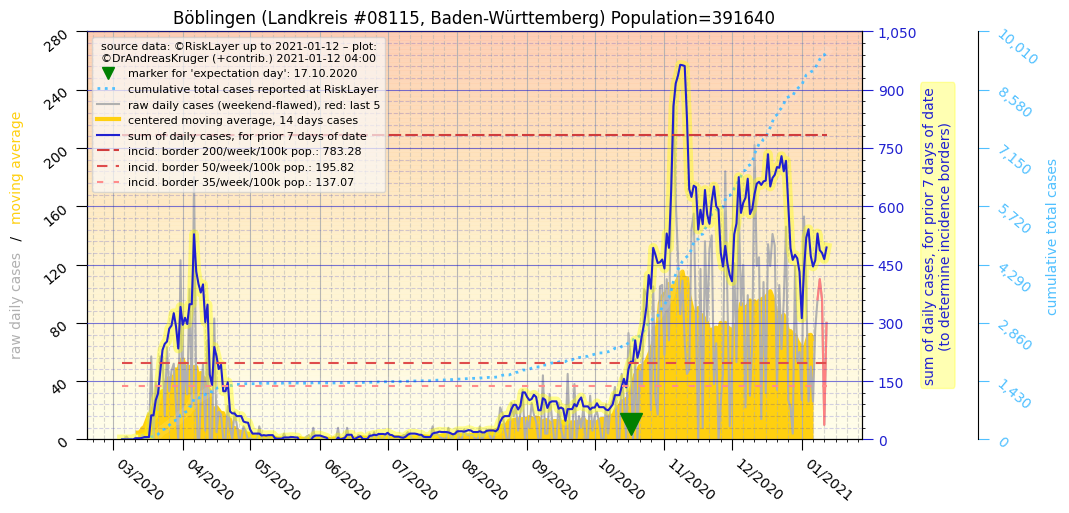 Böblingen (Landkreis #08115, Baden-Württemberg) Population=391640
source data: ©RiskLayer up to 2021-01-12 – plot:
©DrAndreasKruger (+contrib.) 2021-01-12 04:00
marker for 'expectation day': 17.10.2020
cumulative total cases reported at RiskLayer
raw daily cases (weekend-flawed), red: last 5
centered moving average, 14 days cases
sum of daily cases, for prior 7 days of date
incid. border 200/week/100k pop.: 783.28
incid. border 50/week/100k pop.: 195.82
incid. border 35/week/100k pop.: 137.07
raw daily cases / moving average
280
240
200
160
120
80
40
0
03/2020
04/2020
05/2020
06/2020
07/2020
08/2020
09/2020
10/2020
11/2020
12/2020
01/2021
1,050
900
750
600
450
300
150
0
sum of daily cases, for prior 7 days of date
(to determine incidence borders)
10,010
8,580
7,150
5,720
4,290
2,860
1,430
0
cumulative total cases